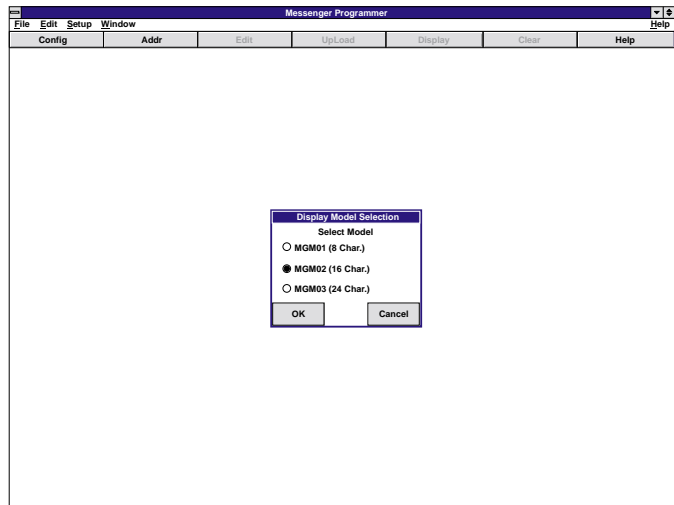 Messenger Programmer
File Edit Setup Window Help
Config Addr Edit UpLoad Display Clear Help
Display Model Selection
Select Model
MGM01 (8 Char.)
MGM02 (16 Char.)
MGM03 (24 Char.)
OK Cancel